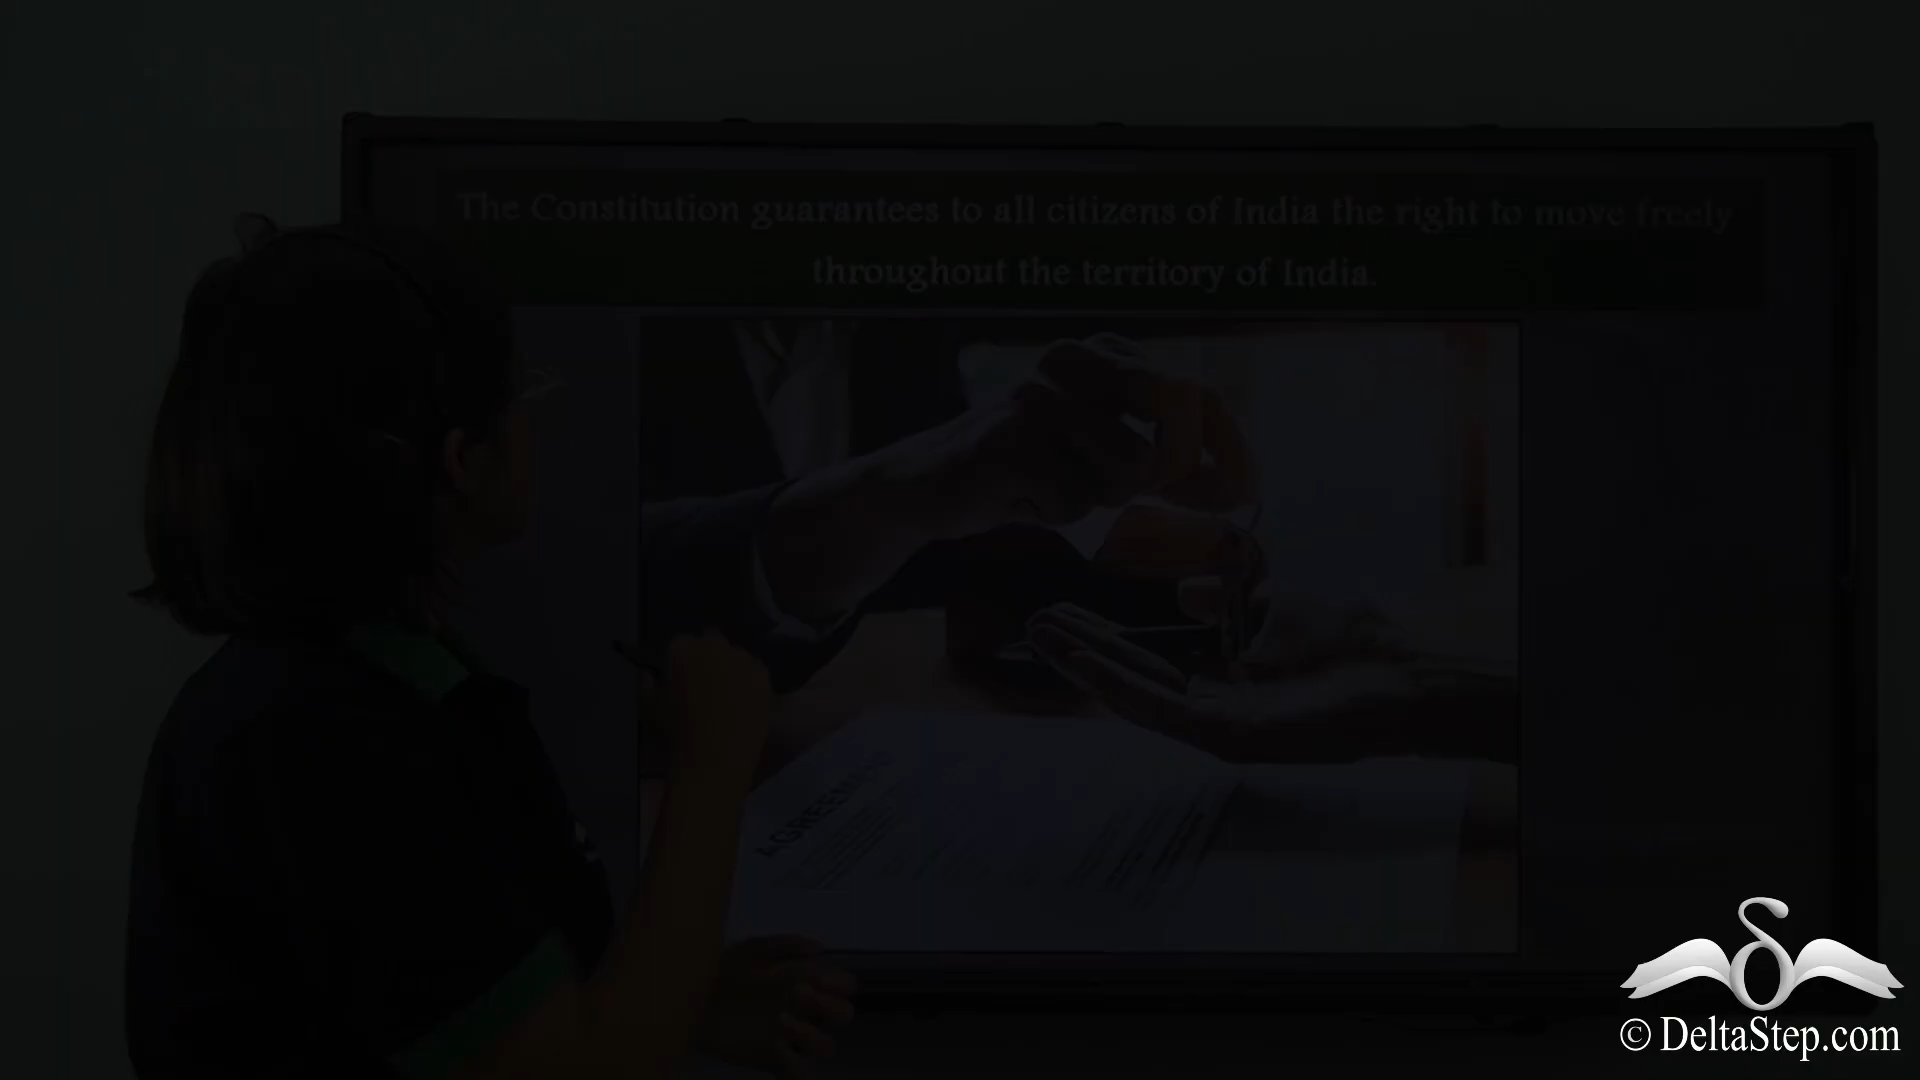 The Constitution guarantees to all citizens of India the right to move freely
throughout the territory of India.
AGREEMENT
© DeltaStep.com